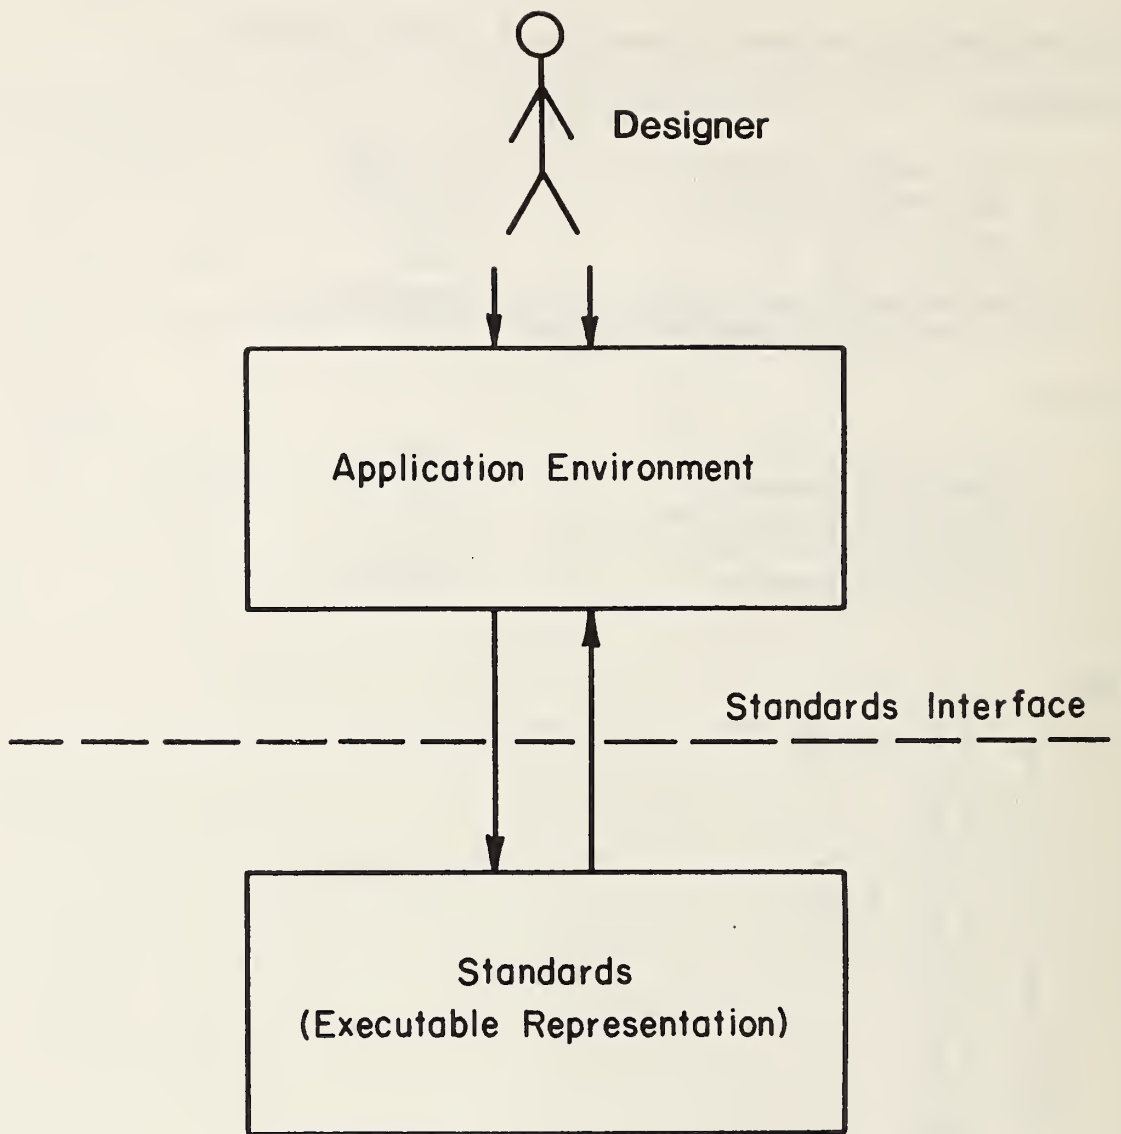 Designer
Application Environment
Standards Interface
Standards
(Executable Representation)